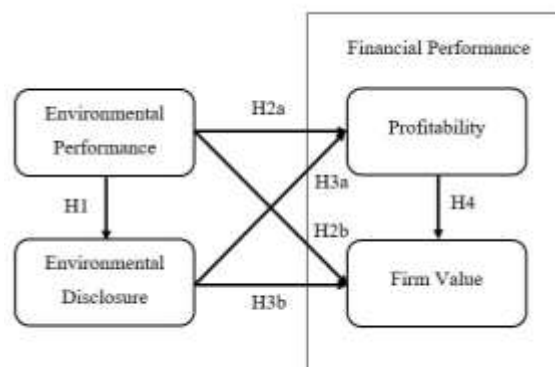 Financial Performance
Environmental
Performance
H2a
Profitability
H3a
H1
H4
H2b
Environmental
Disclosure
H3b
Firm Value